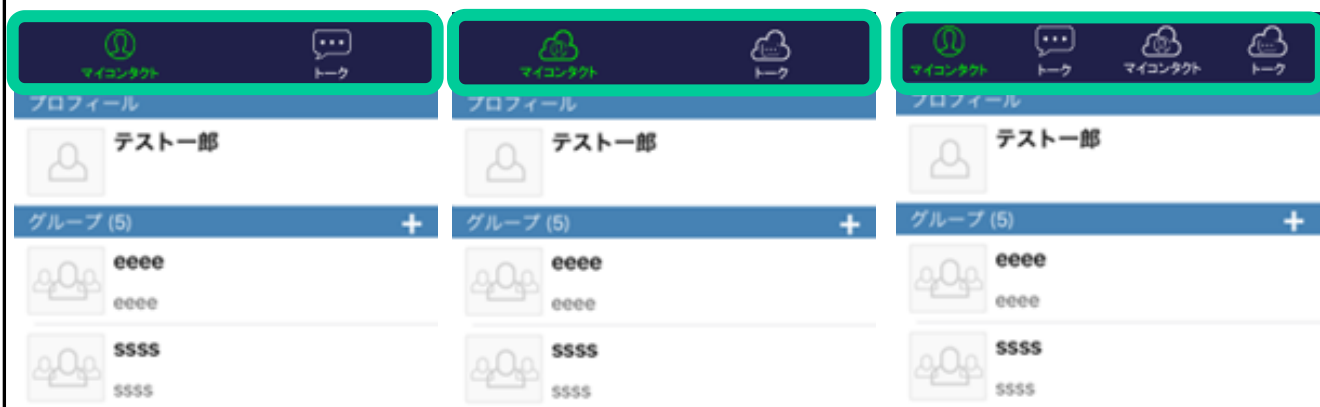 マイコンタクト トーク
プロフィール
テスト一郎
グループ (5) +
eeee
eeee
ssss
ssss
マイコンタクト トーク
プロフィール
テスト一郎
グループ (5) +
eeee
eeee
ssss
ssss
マイコンタクト トーク マイコンタクト トーク
プロフィール
テスト一郎
グループ (5) +
eeee
eeee
ssss
ssss